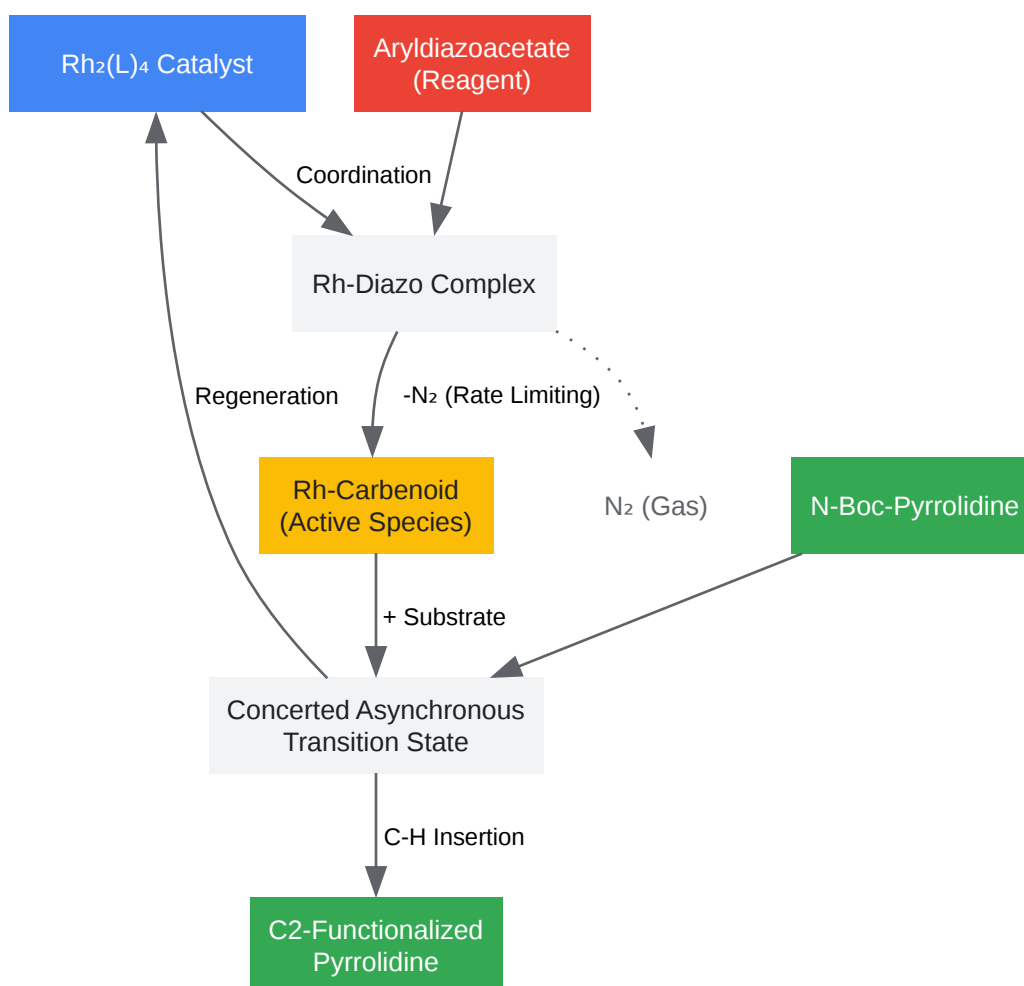 Rh₂(L)₄ Catalyst
Aryldiazoacetate
(Reagent)
Coordination
Rh-Diazo Complex
Regeneration
-N₂ (Rate Limiting)
Rh-Carbenoid
(Active Species)
N₂ (Gas)
N-Boc-Pyrrolidine
+ Substrate
Concerted Asynchronous
Transition State
C-H Insertion
C2-Functionalized
Pyrrolidine